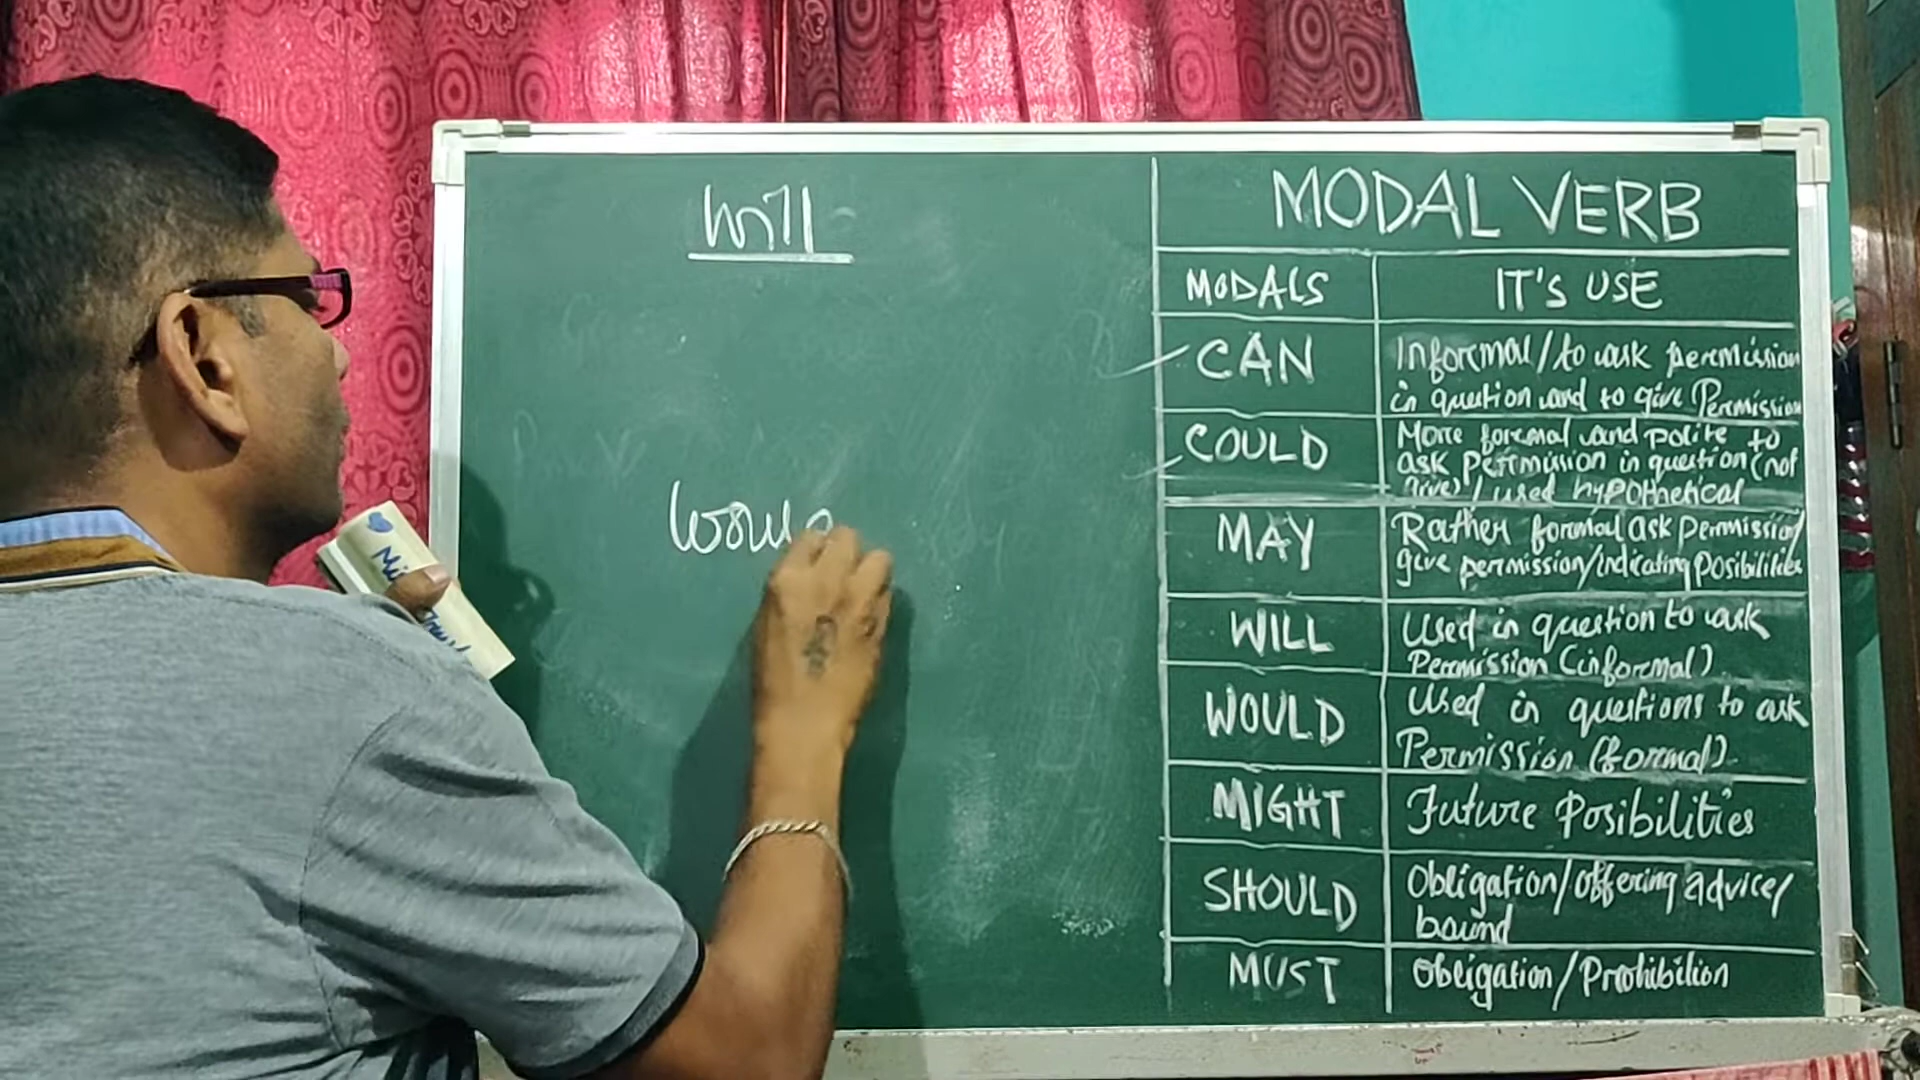 Will
Woul
MODAL VERB
MODALS
IT'S USE
CAN
Informal/to ask permission
in question and to give Permission
COULD
More formal and polite to
ask permission in question (not
give) / used hypothetical
MAY
Rather formal ask permission/
give permission/indicating Posibilities
WILL
Used in question to ask
Permission (informal)
WOULD
Used in questions to ask
Permission (formal)
MIGHT
Future Posibilities
SHOULD
Obligation/offering advice/
bound
MUST
Obligation/Prohibition